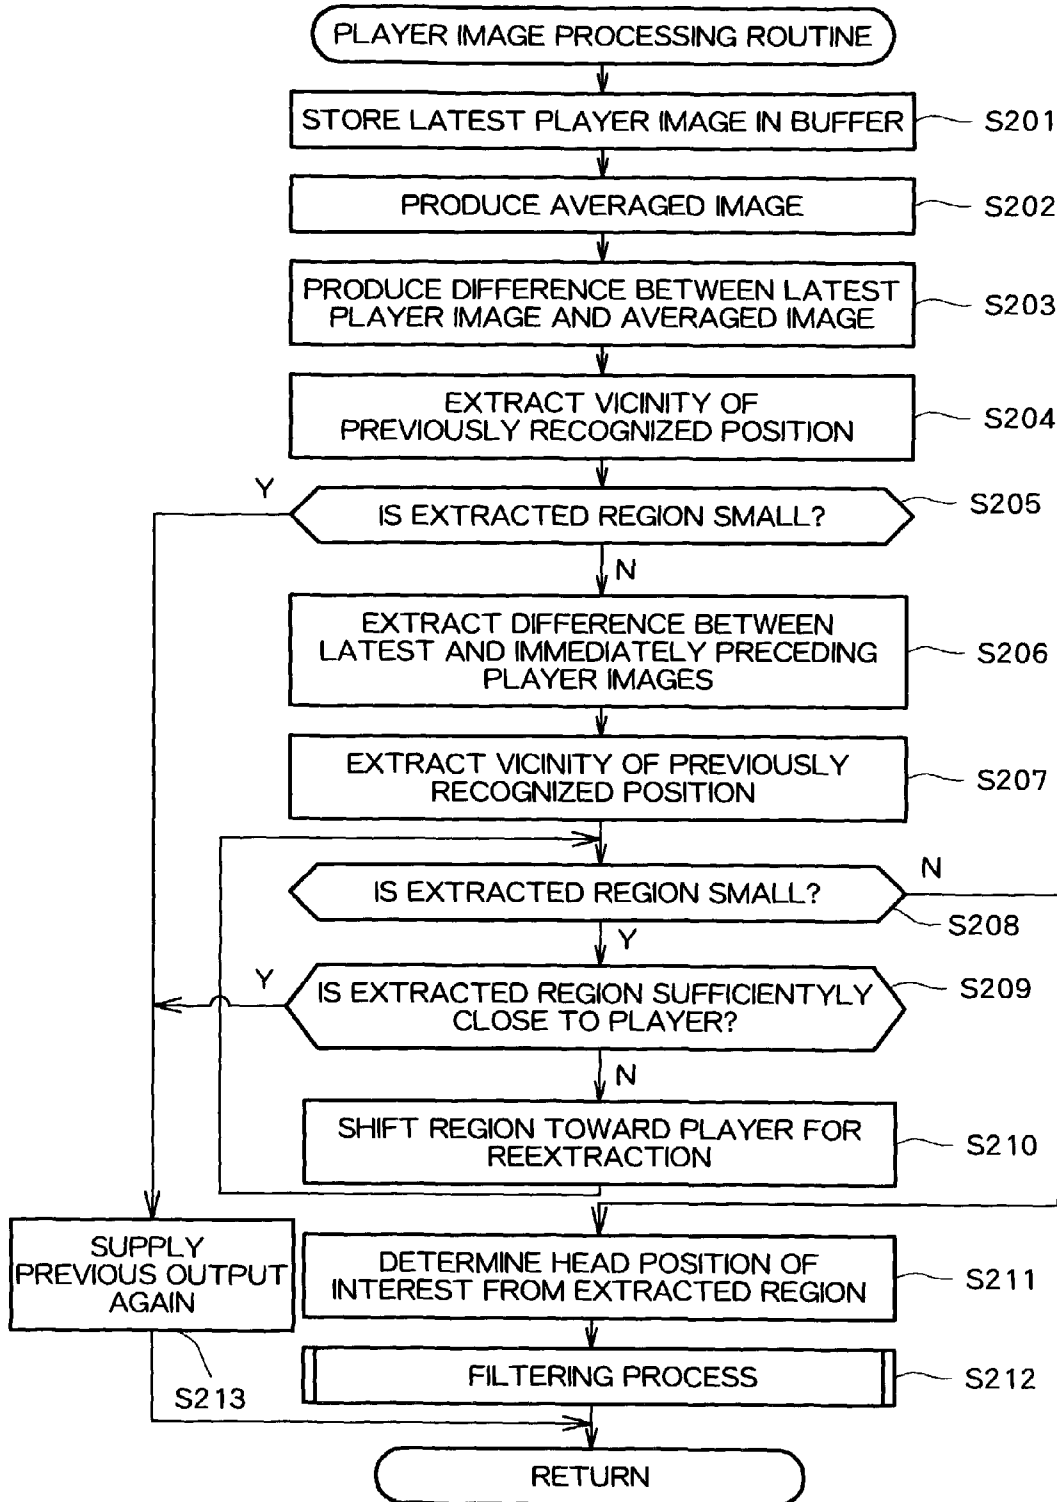 PLAYER IMAGE PROCESSING ROUTINE
STORE LATEST PLAYER IMAGE IN BUFFER
S201
PRODUCE AVERAGED IMAGE
S202
PRODUCE DIFFERENCE BETWEEN LATEST
PLAYER IMAGE AND AVERAGED IMAGE
S203
EXTRACT VICINITY OF
PREVIOUSLY RECOGNIZED POSITION
S204
Y
IS EXTRACTED REGION SMALL?
S205
N
EXTRACT DIFFERENCE BETWEEN
LATEST AND IMMEDIATELY PRECEDING
PLAYER IMAGES
S206
EXTRACT VICINITY OF PREVIOUSLY
RECOGNIZED POSITION
S207
IS EXTRACTED REGION SMALL?
N
S208
Y
Y
IS EXTRACTED REGION SUFFICIENTYLY
CLOSE TO PLAYER?
S209
N
SHIFT REGION TOWARD PLAYER FOR
REEXTRACTION
S210
SUPPLY
PREVIOUS OUTPUT
AGAIN
S213
DETERMINE HEAD POSITION OF
INTEREST FROM EXTRACTED REGION
S211
FILTERING PROCESS
S212
RETURN